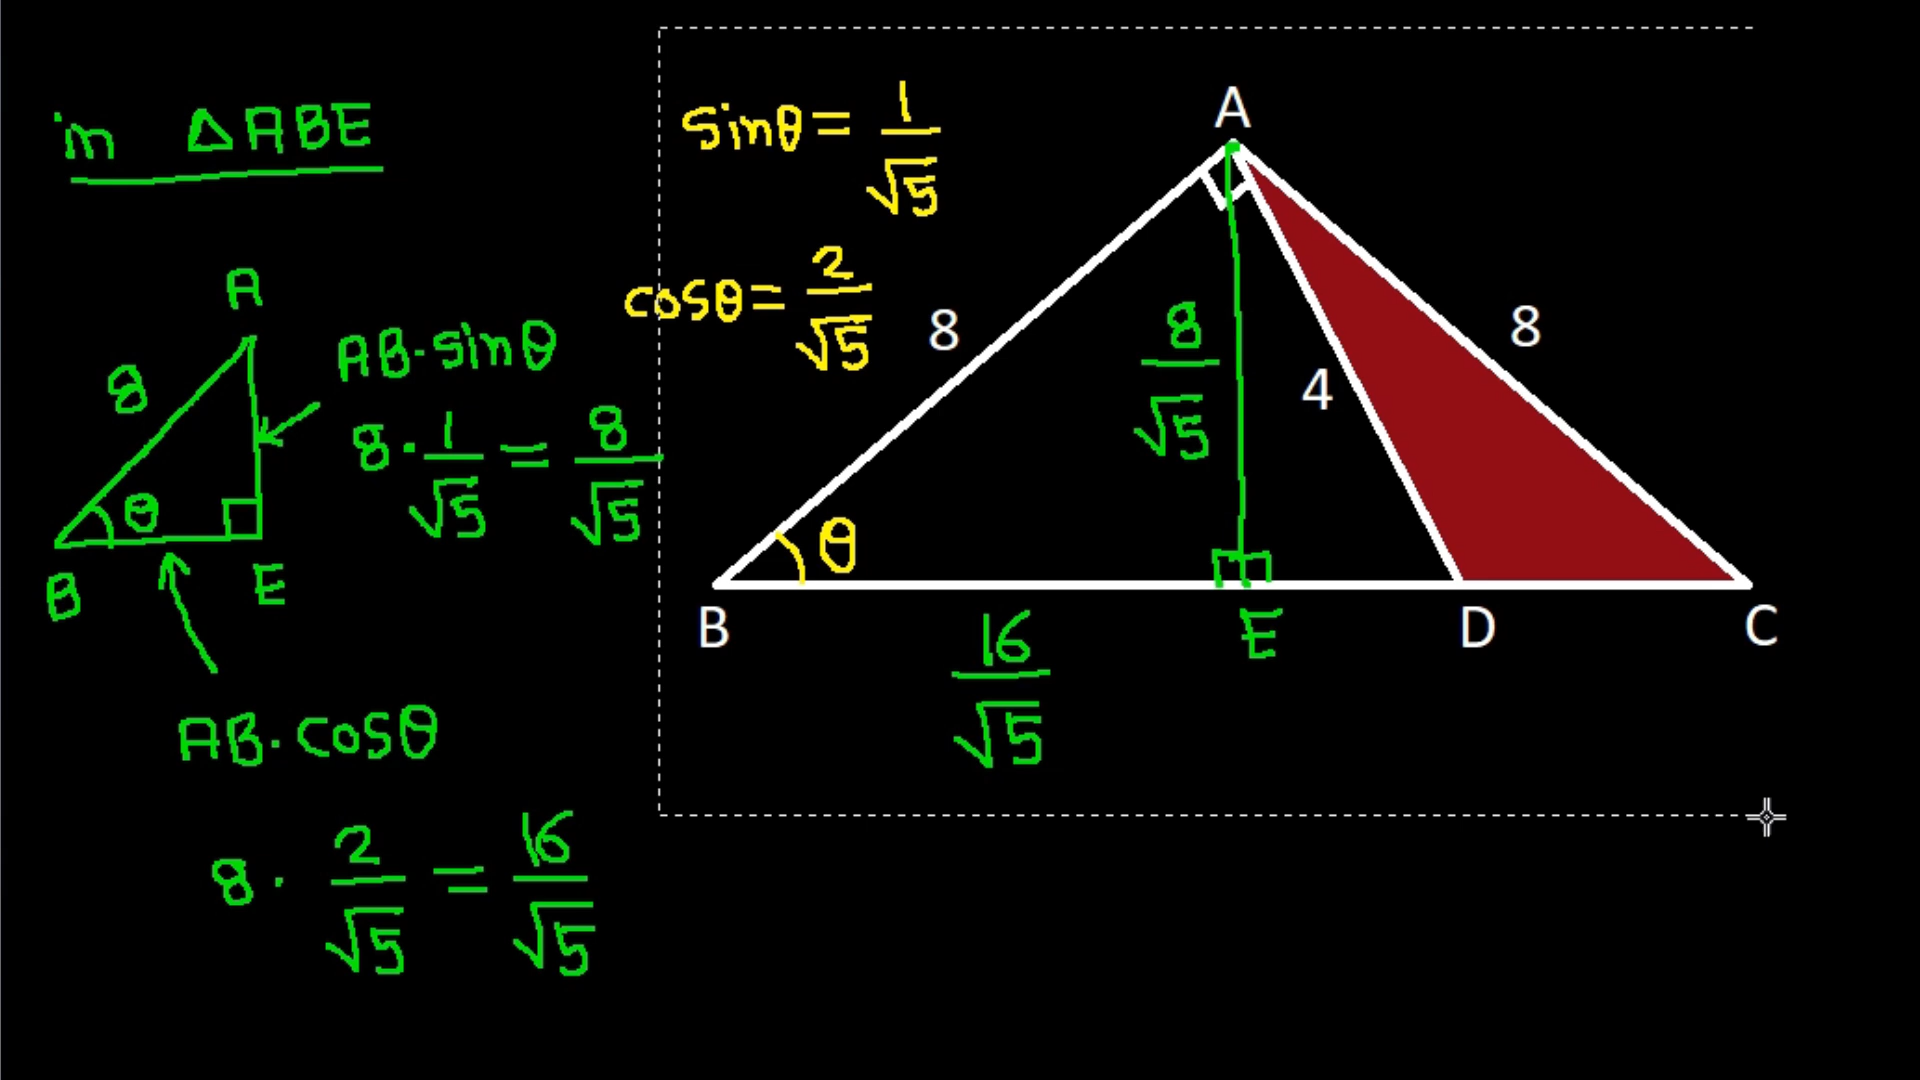 in △ABE
A
8
AB·sinθ
8 · 1/√5 = 8/√5
θ
B
E
AB·cosθ
8 · 2/√5 = 16/√5
sinθ = 1/√5
cosθ = 2/√5
A
8
8/√5
4
8
θ
B
E
D
C
16/√5